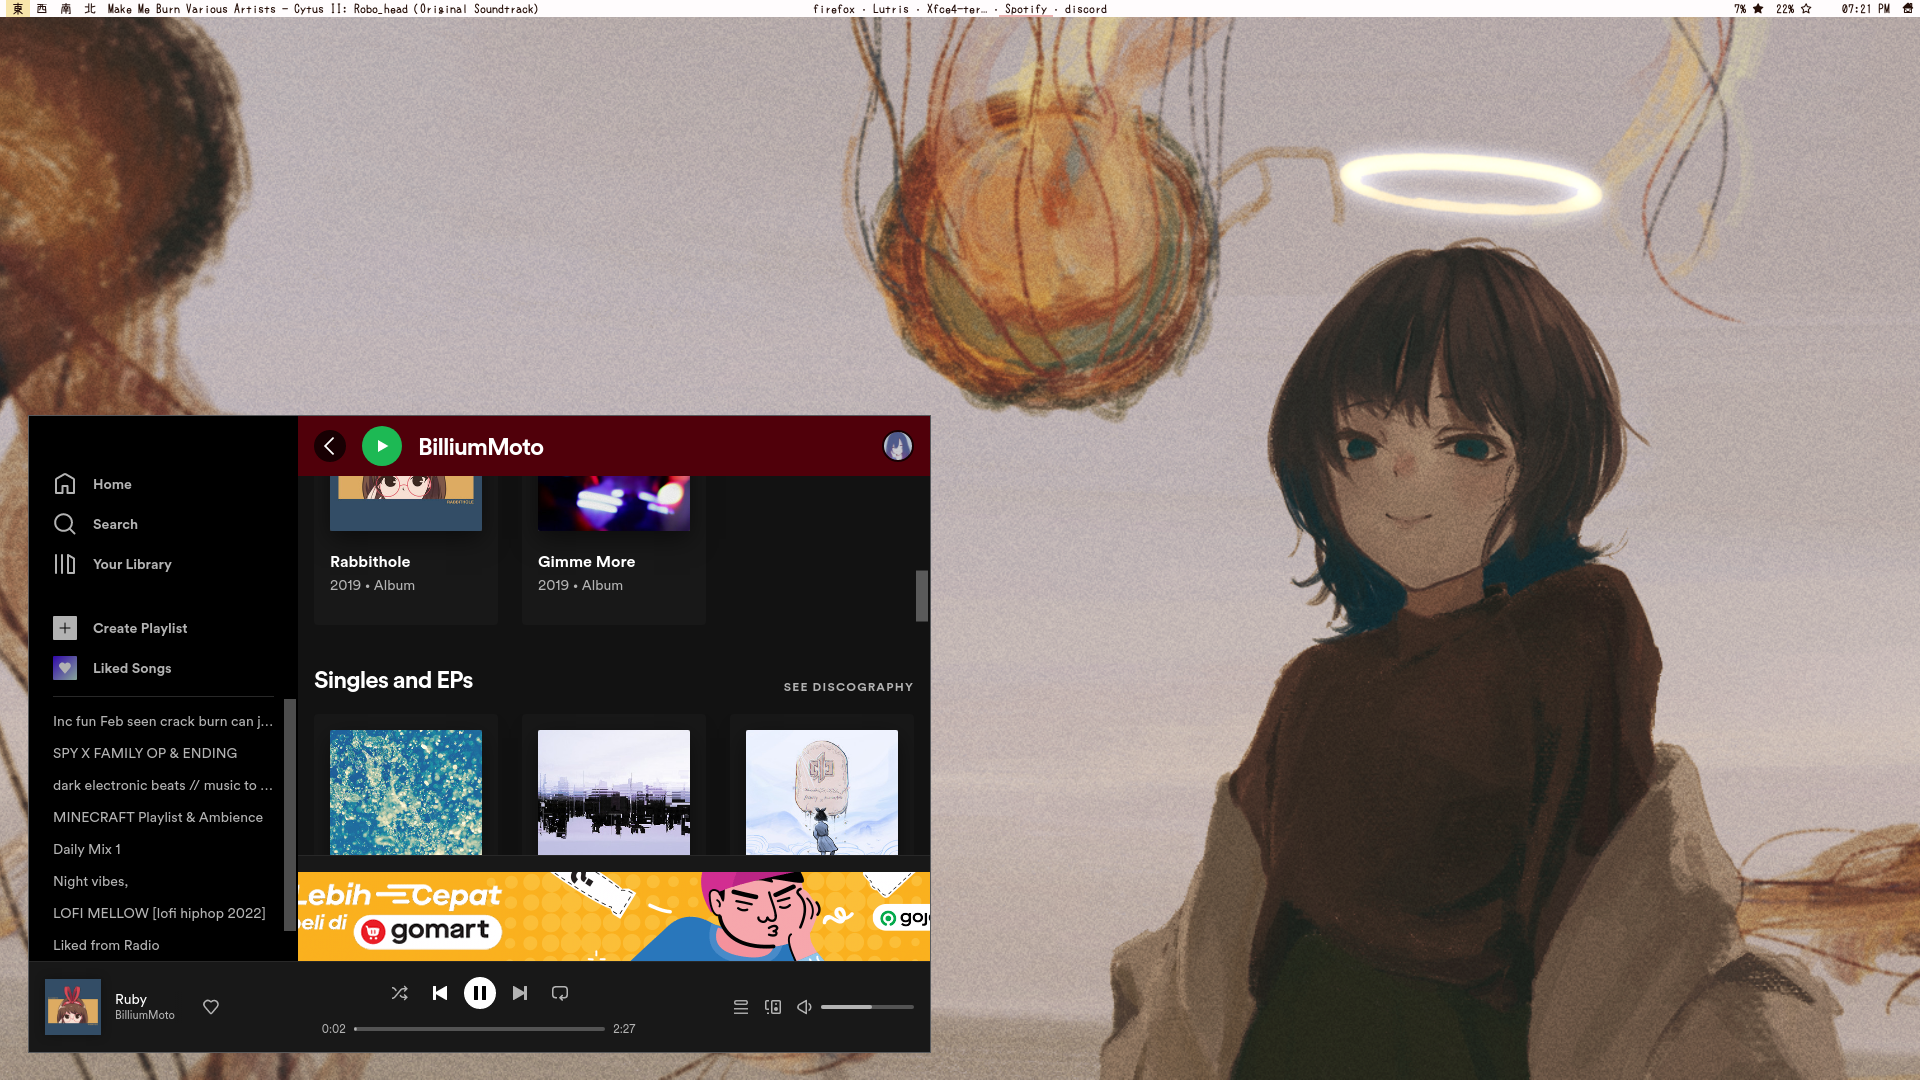 東 西 南 北 Make Me Burn Various Artists - Cytus II: Robo_head (Original Soundtrack)
firefox · Lutris · Xfce4-ter… · Spotify · discord
7% ★ 22% ☆ 07:21 PM
BilliumMoto
Home
Search
Your Library
Create Playlist
Liked Songs
Inc fun Feb seen crack burn can j...
SPY X FAMILY OP & ENDING
dark electronic beats // music to ...
MINECRAFT Playlist & Ambience
Daily Mix 1
Night vibes,
LOFI MELLOW [lofi hiphop 2022]
Liked from Radio
RABBITHOLE
Rabbithole
2019 • Album
Gimme More
2019 • Album
Singles and EPs
SEE DISCOGRAPHY
Lebih Cepat
beli di gomart
goj
Ruby
BilliumMoto
0:02
2:27